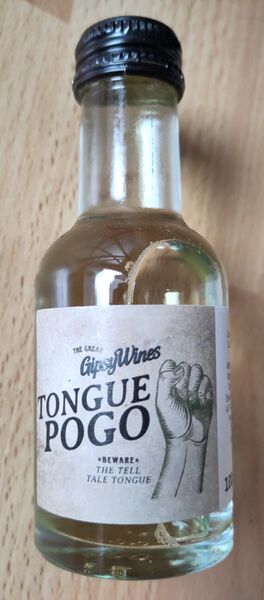 THE GREAT
GipsyWines
TONGUE
POGO
*BEWARE*
THE TELL
TALE TONGUE